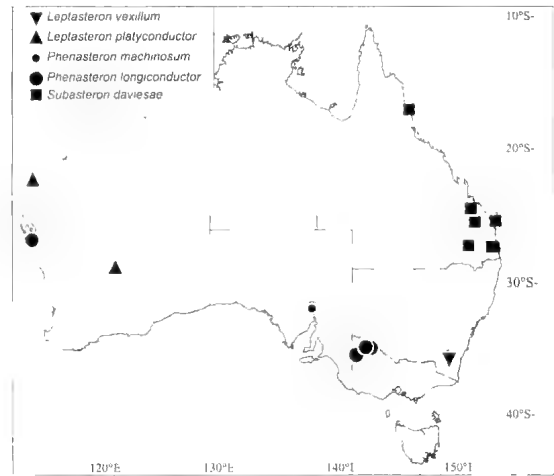 Leptasteron vexillum
Leptasteron platyconductor
Phenasteron machinosum
Phenasteron longiconductor
Subasteron daviesae
10°S-
20°S-
30°S-
40°S-
120°E
130°E
140°E
150°E